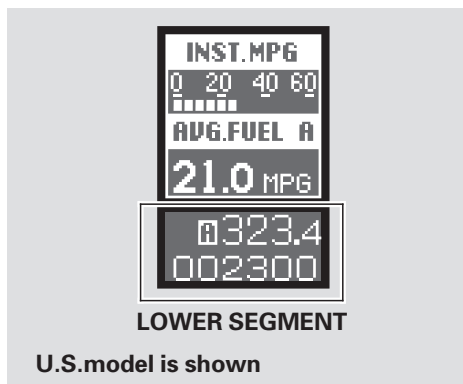 INST.MPG
0 20 40 60
AVG.FUEL A
21.0 MPG
A 323.4
002300
LOWER SEGMENT
U.S.model is shown